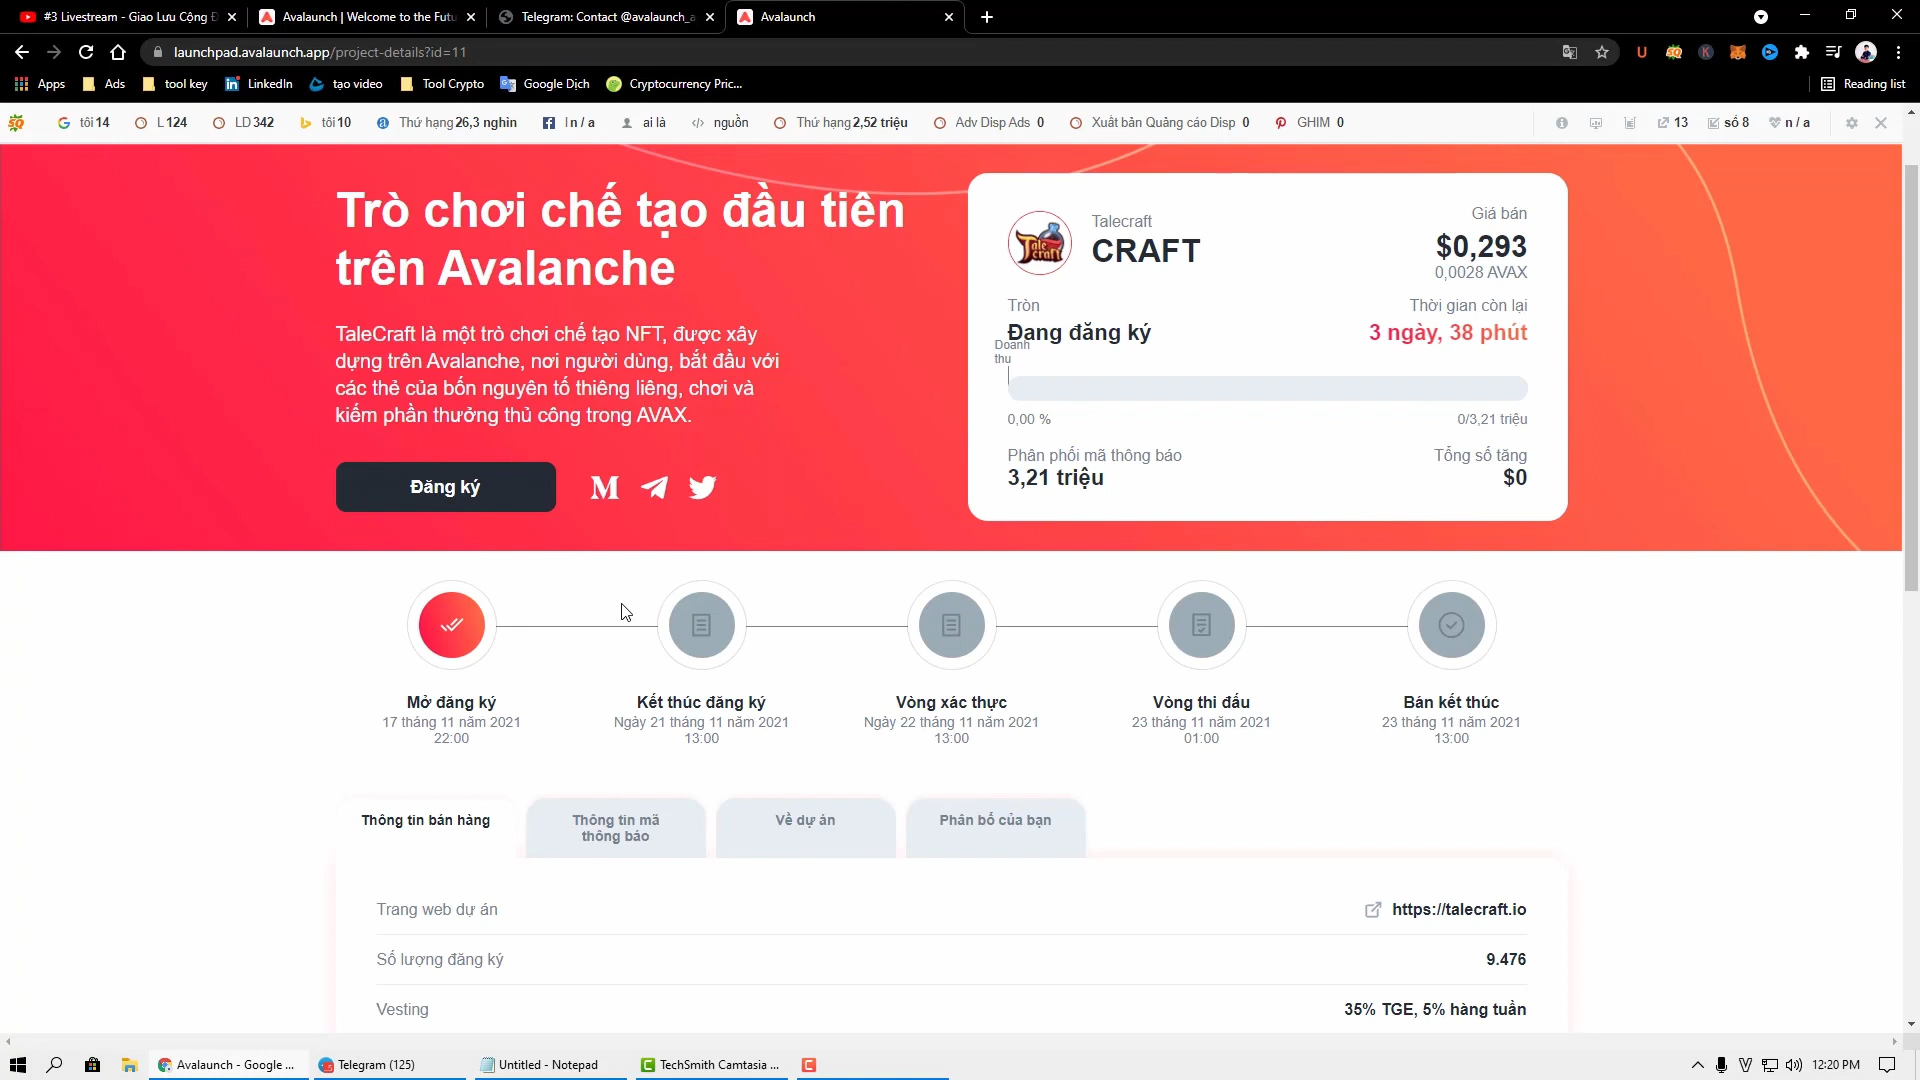 #3 Livestream - Giao Lưu Cộng Đ
Avalaunch | Welcome to the Futu
Telegram: Contact @avalaunch_a
Avalaunch
launchpad.avalaunch.app/project-details?id=11
Apps
Ads
tool key
LinkedIn
tạo video
Tool Crypto
Google Dịch
Cryptocurrency Pric...
Reading list
tôi 14
L 124
LD 342
tôi 10
Thứ hạng 26,3 nghìn
l n / a
ai là
nguồn
Thứ hạng 2,52 triệu
Adv Disp Ads 0
Xuất bản Quảng cáo Disp 0
GHIM 0
13
số 8
n / a
Trò chơi chế tạo đầu tiên
trên Avalanche
TaleCraft là một trò chơi chế tạo NFT, được xây
dựng trên Avalanche, nơi người dùng, bắt đầu với
các thẻ của bốn nguyên tố thiêng liêng, chơi và
kiếm phần thưởng thủ công trong AVAX.
Đăng ký
Tale
craft
Talecraft
CRAFT
Giá bán
$0,293
0,0028 AVAX
Tròn
Đang đăng ký
Thời gian còn lại
3 ngày, 38 phút
Doanh
thu
0,00 %
0/3,21 triệu
Phân phối mã thông báo
3,21 triệu
Tổng số tăng
$0
Mở đăng ký
17 tháng 11 năm 2021
22:00
Kết thúc đăng ký
Ngày 21 tháng 11 năm 2021
13:00
Vòng xác thực
Ngày 22 tháng 11 năm 2021
13:00
Vòng thi đấu
23 tháng 11 năm 2021
01:00
Bán kết thúc
23 tháng 11 năm 2021
13:00
Thông tin bán hàng
Thông tin mã
thông báo
Về dự án
Phân bổ của bạn
Trang web dự án
https://talecraft.io
Số lượng đăng ký
9.476
Vesting
35% TGE, 5% hàng tuần
Avalaunch - Google ...
Telegram (125)
Untitled - Notepad
TechSmith Camtasia ...
12:20 PM